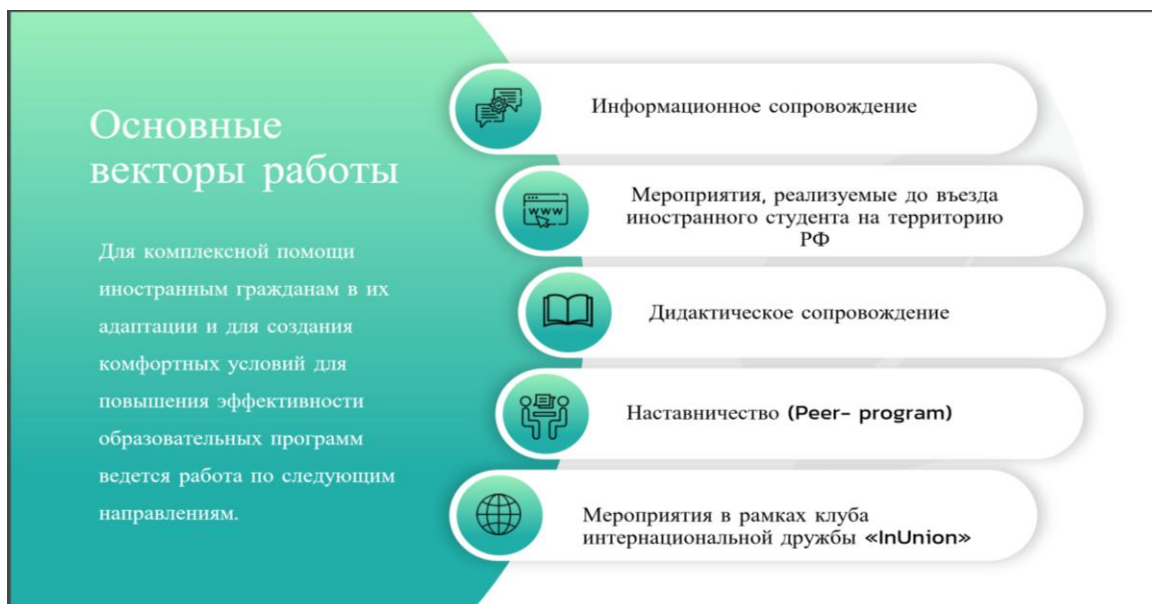 Основные
векторы работы
Для комплексной помощи
иностранным гражданам в их
адаптации и для создания
комфортных условий для
повышения эффективности
образовательных программ
ведется работа по следующим
направлениям.
Информационное сопровождение
Мероприятия, реализуемые до въезда
иностранного студента на территорию
РФ
Дидактическое сопровождение
Наставничество (Peer- program)
Мероприятия в рамках клуба
интернациональной дружбы «InUnion»
www